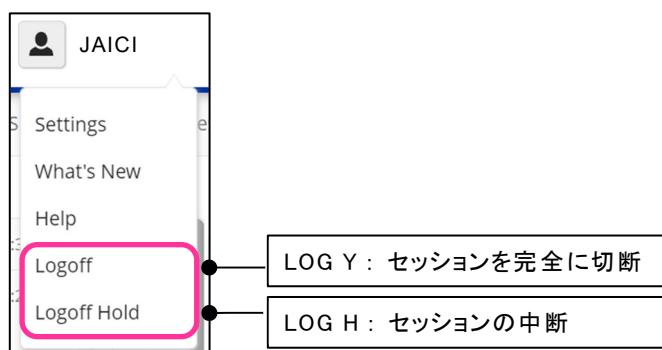 JAICI
S
e
Settings
What's New
Help
Logoff
Logoff Hold
LOG Y : セッションを完全に切断
LOG H : セッションの中断